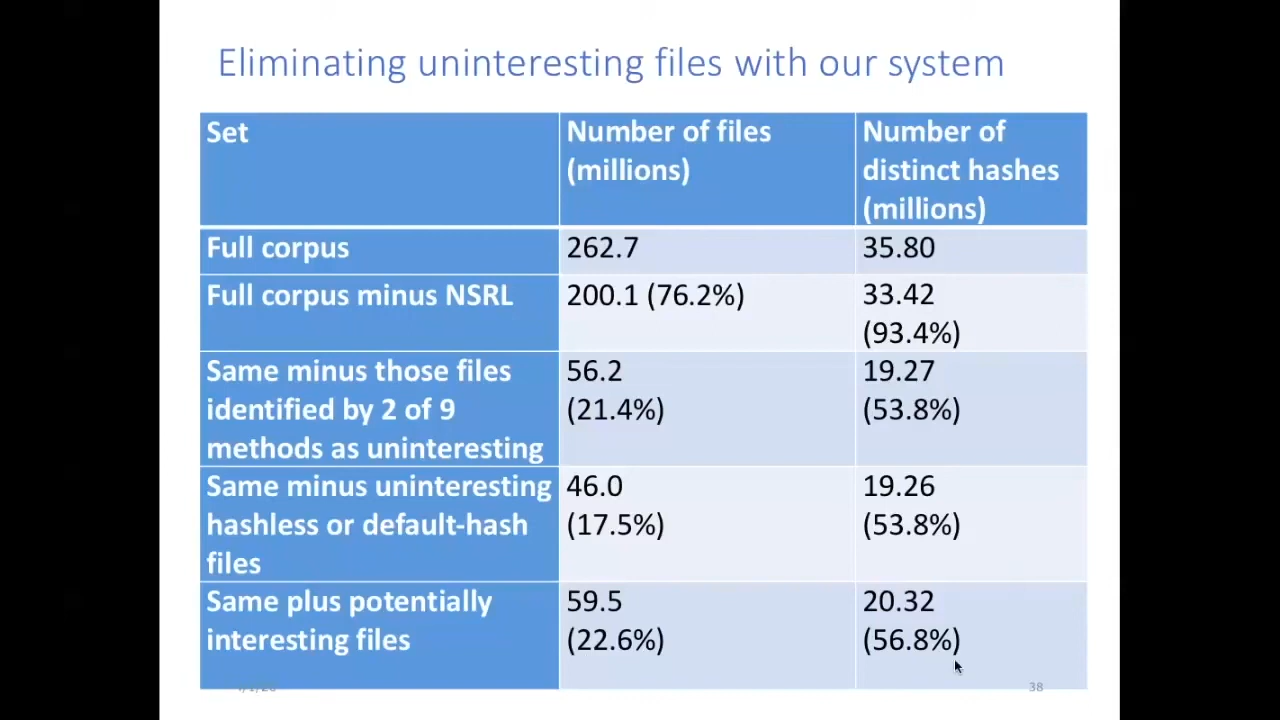 Eliminating uninteresting files with our system
Set
Number of files
(millions)
Number of
distinct hashes
(millions)
Full corpus
262.7
35.80
Full corpus minus NSRL
200.1 (76.2%)
33.42
(93.4%)
Same minus those files
identified by 2 of 9
methods as uninteresting
56.2
(21.4%)
19.27
(53.8%)
Same minus uninteresting
hashless or default-hash
files
46.0
(17.5%)
19.26
(53.8%)
Same plus potentially
interesting files
59.5
(22.6%)
20.32
(56.8%)
38